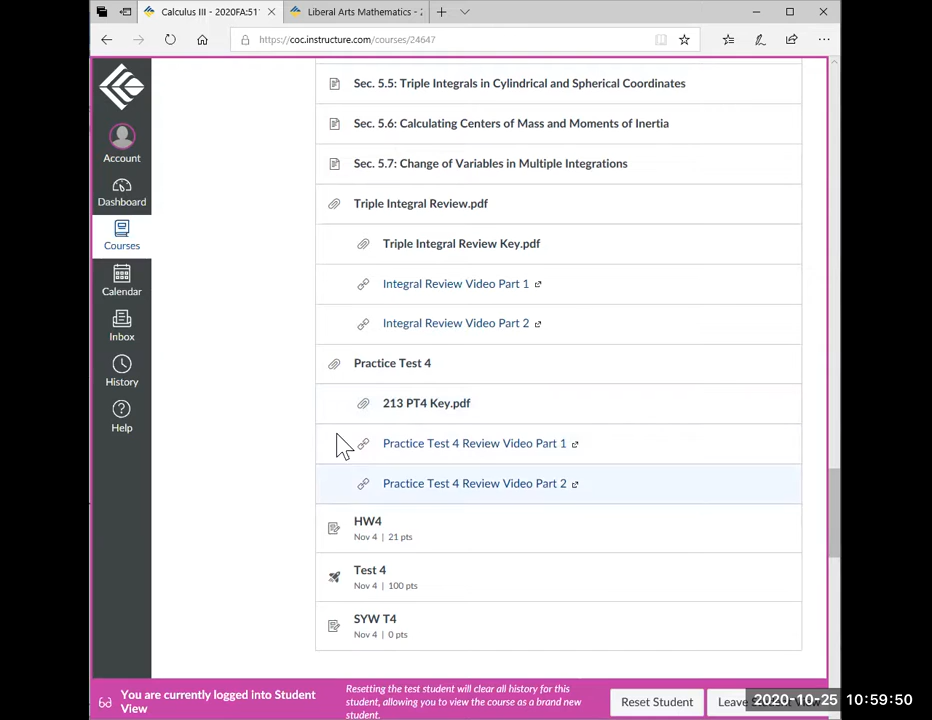 Calculus III - 2020FA:51
Liberal Arts Mathematics - 2
https://coc.instructure.com/courses/24647
Account
Dashboard
Courses
Calendar
Inbox
History
Help
Sec. 5.5: Triple Integrals in Cylindrical and Spherical Coordinates
Sec. 5.6: Calculating Centers of Mass and Moments of Inertia
Sec. 5.7: Change of Variables in Multiple Integrations
Triple Integral Review.pdf
Triple Integral Review Key.pdf
Integral Review Video Part 1
Integral Review Video Part 2
Practice Test 4
213 PT4 Key.pdf
Practice Test 4 Review Video Part 1
Practice Test 4 Review Video Part 2
HW4
Nov 4 | 21 pts
Test 4
Nov 4 | 100 pts
SYW T4
Nov 4 | 0 pts
You are currently logged into Student
View
Resetting the test student will clear all history for this
student, allowing you to view the course as a brand new
student.
Reset Student
Leave
2020-10-25 10:59:50